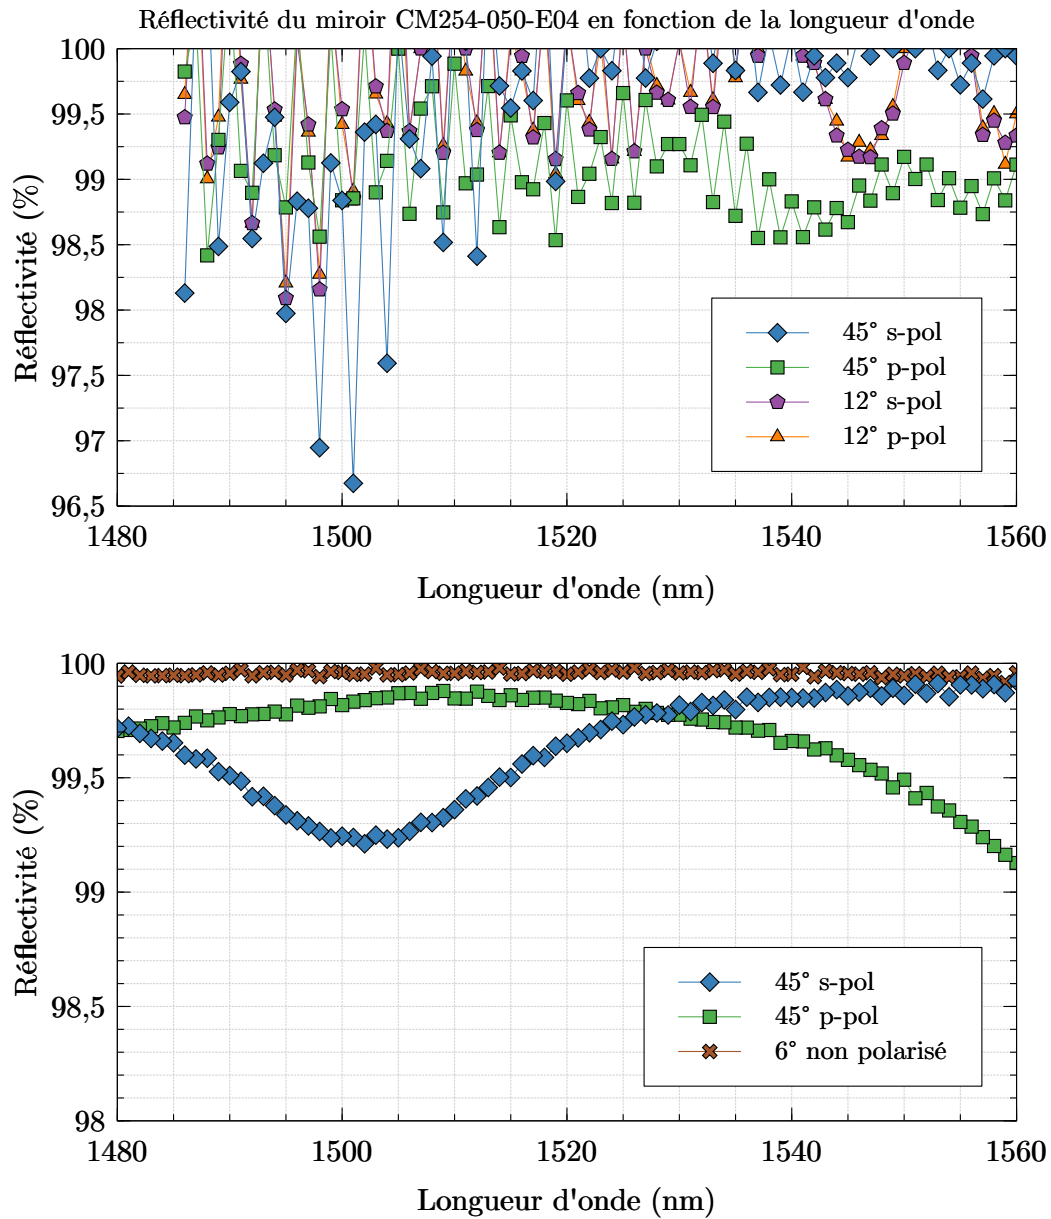 Réflectivité du miroir CM254-050-E04 en fonction de la longueur d'onde
100
99,5
99
98,5
98
97,5
97
96,5
Réflectivité (%)
45° s-pol
45° p-pol
12° s-pol
12° p-pol
1480
1500
1520
1540
1560
Longueur d'onde (nm)
100
99,5
99
98,5
98
Réflectivité (%)
45° s-pol
45° p-pol
6° non polarisé
1480
1500
1520
1540
1560
Longueur d'onde (nm)